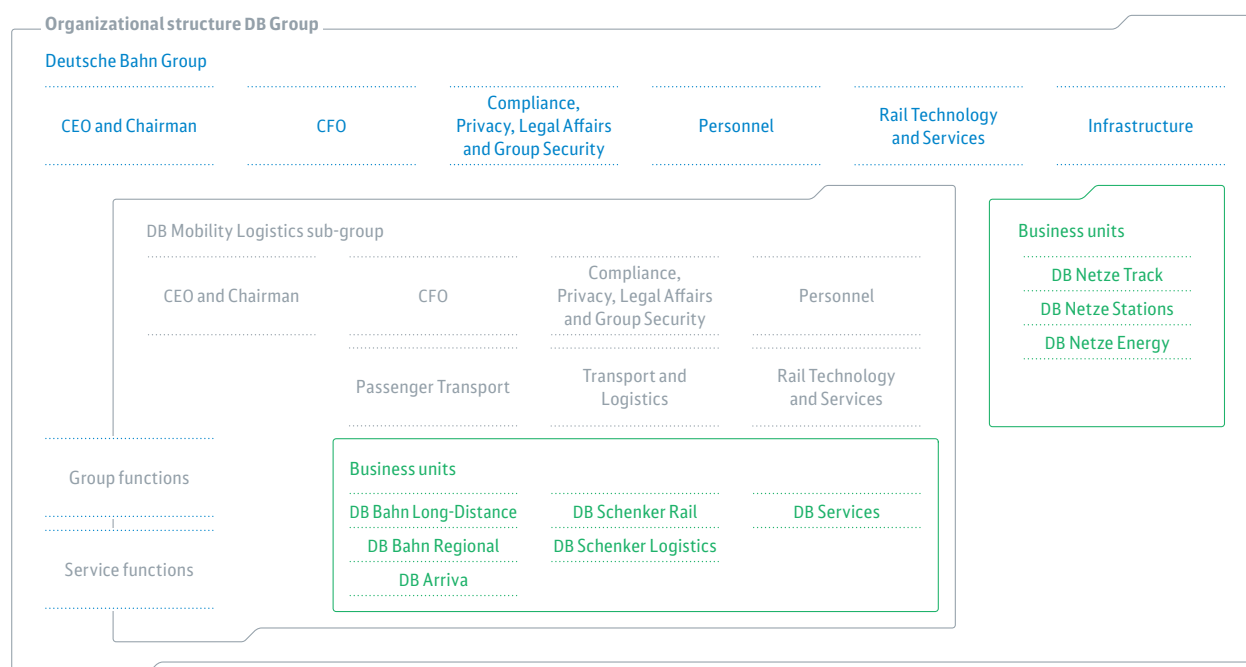 Organizational structure DB Group
Deutsche Bahn Group
CEO and Chairman
CFO
Compliance,
Privacy, Legal Affairs
and Group Security
Personnel
Rail Technology
and Services
Infrastructure
DB Mobility Logistics sub-group
CEO and Chairman
CFO
Compliance,
Privacy, Legal Affairs
and Group Security
Personnel
Passenger Transport
Transport and
Logistics
Rail Technology
and Services
Business units
DB Netze Track
DB Netze Stations
DB Netze Energy
Group functions
Service functions
Business units
DB Bahn Long-Distance
DB Bahn Regional
DB Arriva
DB Schenker Rail
DB Schenker Logistics
DB Services